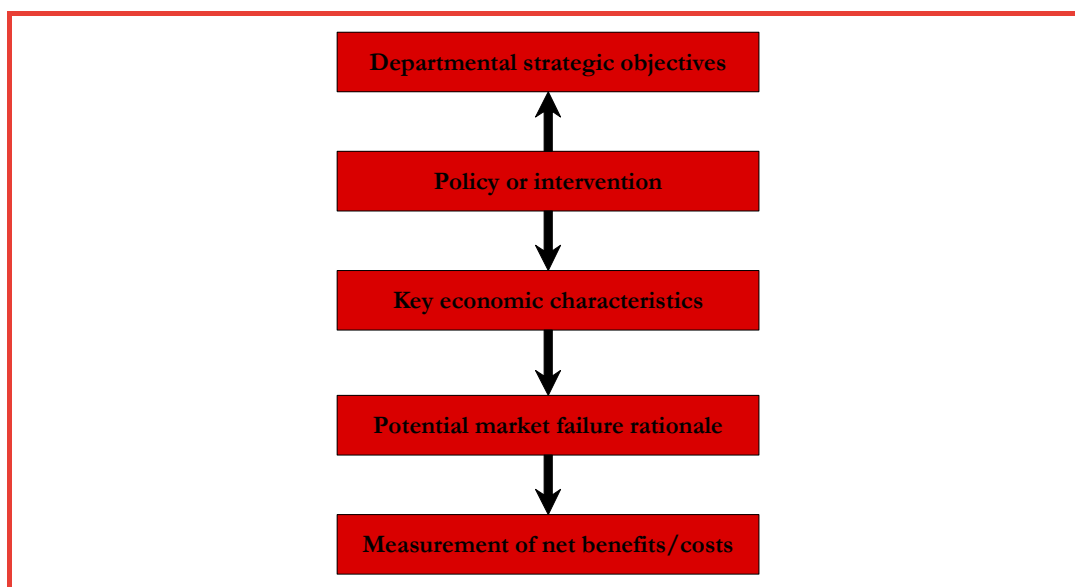 Departmental strategic objectives
Policy or intervention
Key economic characteristics
Potential market failure rationale
Measurement of net benefits/costs